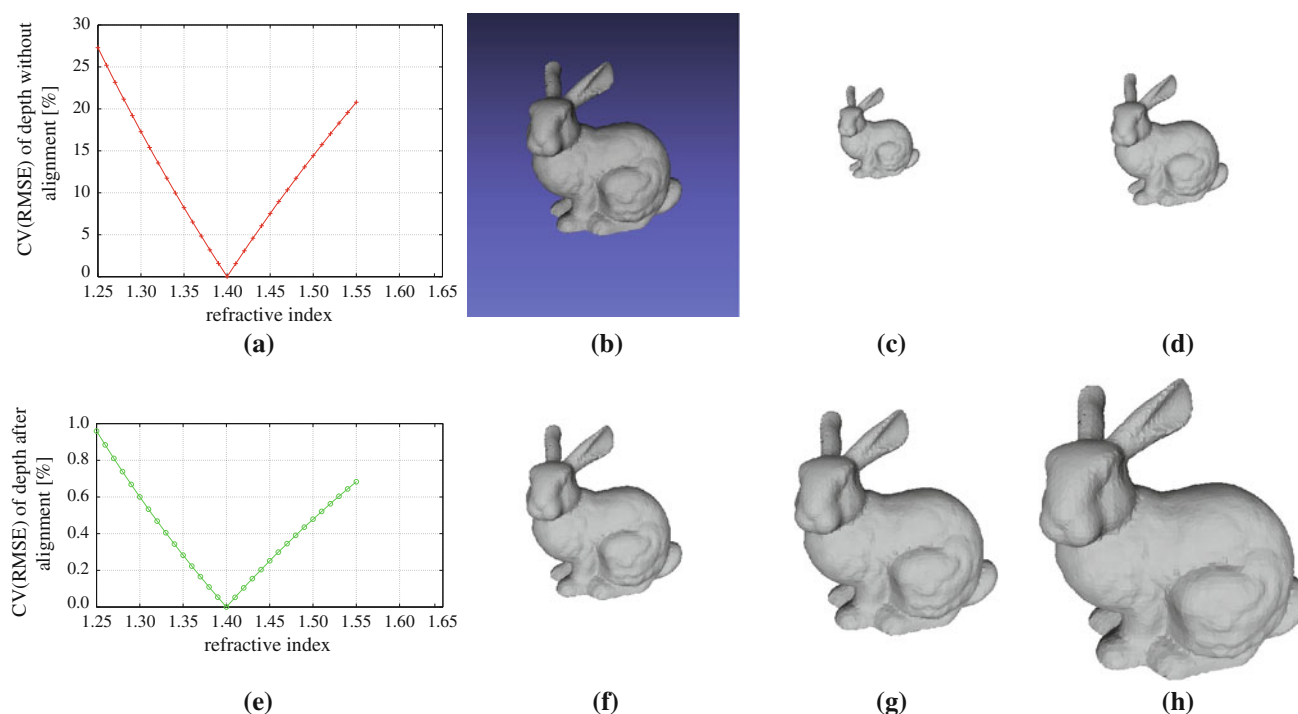 CV(RMSE) of depth without
alignment [%]
30
25
20
15
10
5
0
1.25 1.30 1.35 1.40 1.45 1.50 1.55 1.60 1.65
refractive index
(a)
(b)
(c)
(d)
CV(RMSE) of depth after
alignment [%]
1.0
0.8
0.6
0.4
0.2
0.0
1.25 1.30 1.35 1.40 1.45 1.50 1.55 1.60 1.65
refractive index
(e)
(f)
(g)
(h)